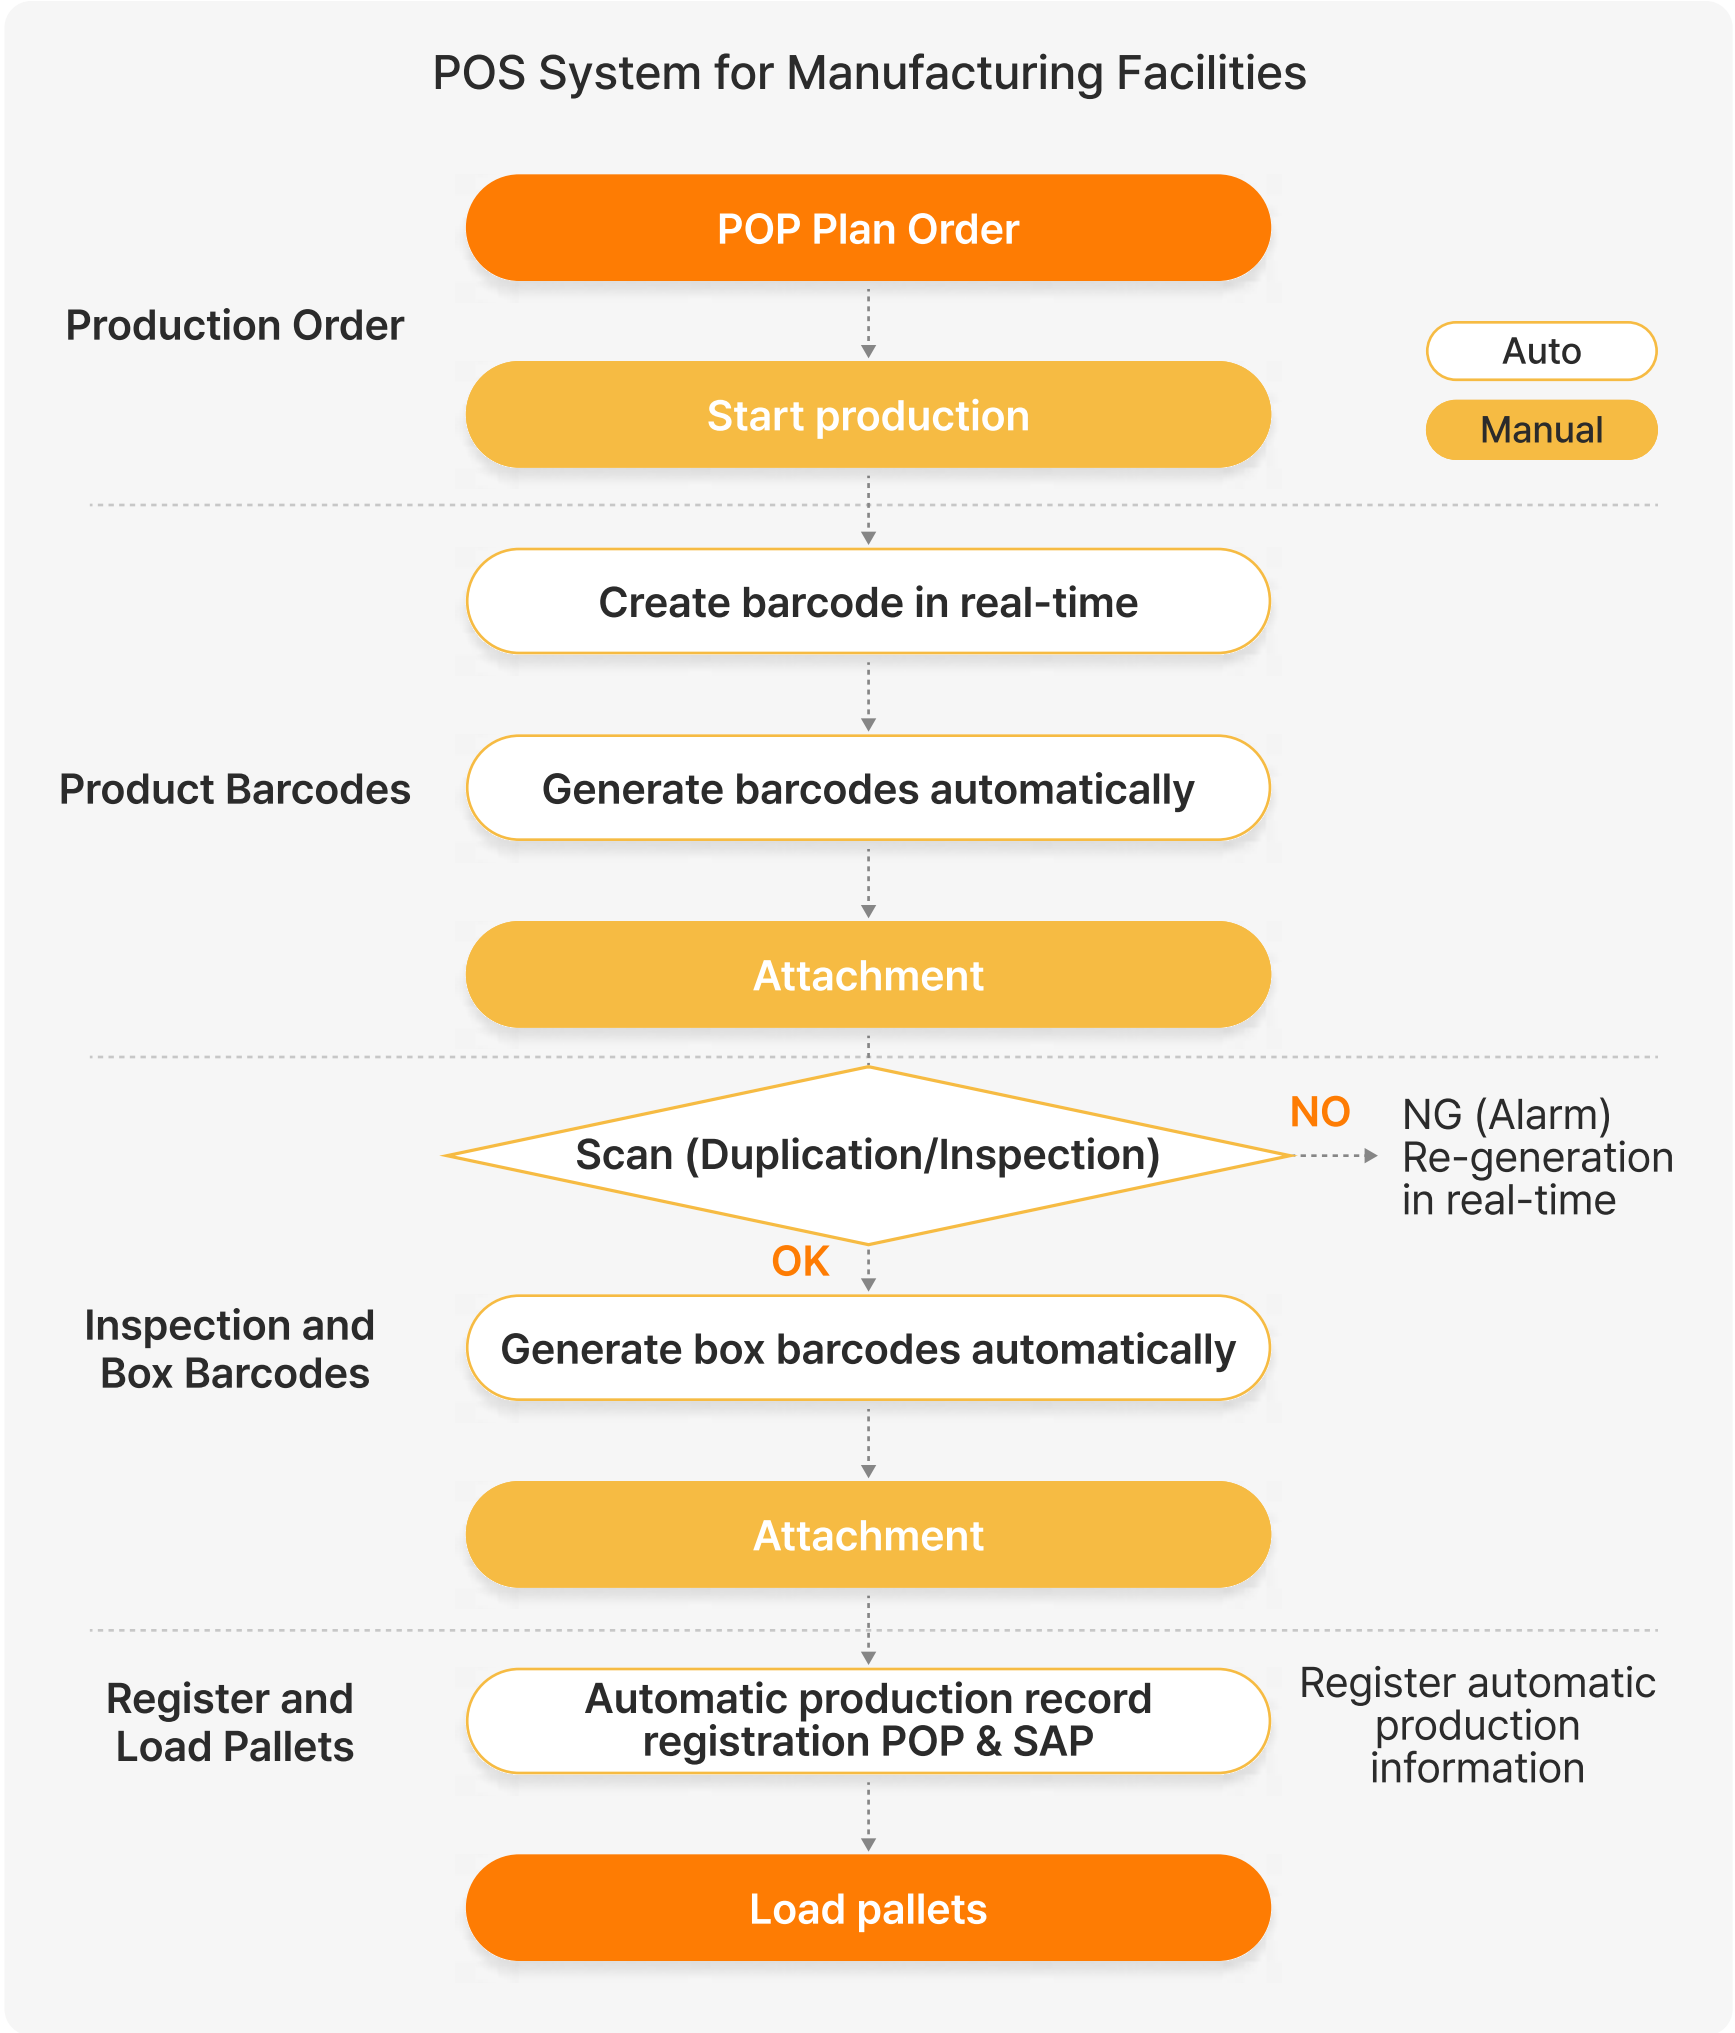 POS System for Manufacturing Facilities
POP Plan Order
Production Order
Auto
Start production
Manual
Create barcode in real-time
Product Barcodes
Generate barcodes automatically
Attachment
Scan (Duplication/Inspection)
NO
NG (Alarm)
Re-generation
in real-time
OK
Inspection and
Box Barcodes
Generate box barcodes automatically
Attachment
Register and
Load Pallets
Automatic production record
registration POP & SAP
Register automatic
production
information
Load pallets